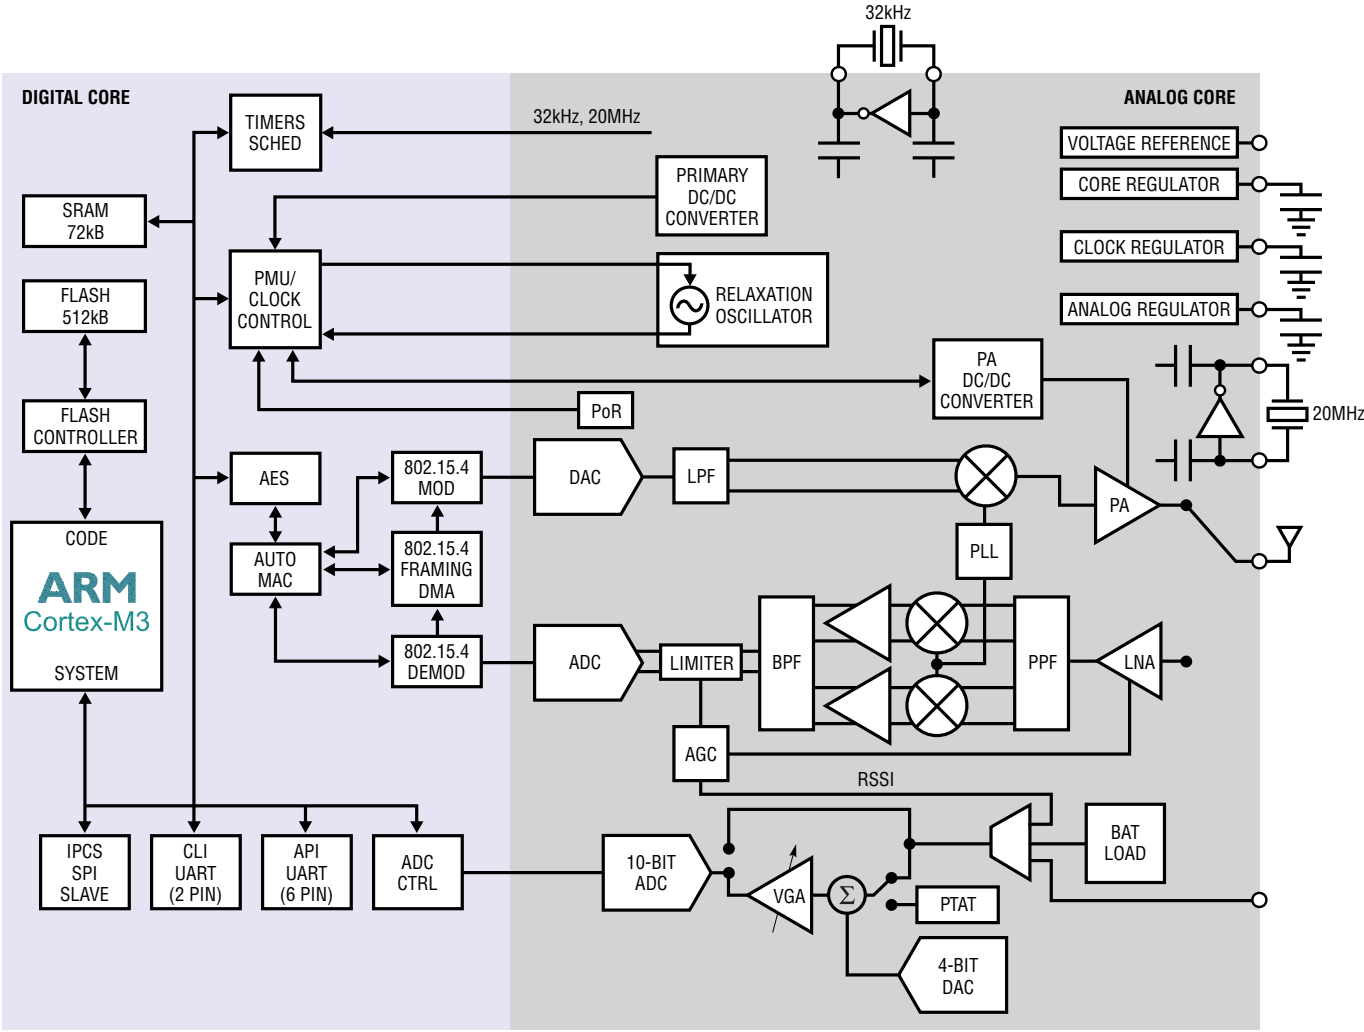 32kHz
DIGITAL CORE
ANALOG CORE
TIMERS
SCHED
32kHz, 20MHz
VOLTAGE REFERENCE
PRIMARY
DC/DC
CONVERTER
CORE REGULATOR
SRAM
72kB
CLOCK REGULATOR
PMU/
CLOCK
CONTROL
RELAXATION
OSCILLATOR
FLASH
512kB
ANALOG REGULATOR
PA
DC/DC
CONVERTER
PoR
20MHz
FLASH
CONTROLLER
AES
802.15.4
MOD
DAC
LPF
PA
CODE
ARM
Cortex-M3
SYSTEM
AUTO
MAC
802.15.4
FRAMING
DMA
PLL
802.15.4
DEMOD
ADC
LIMITER
BPF
PPF
LNA
AGC
RSSI
IPCS
SPI
SLAVE
CLI
UART
(2 PIN)
API
UART
(6 PIN)
ADC
CTRL
10-BIT
ADC
VGA
Σ
PTAT
BAT
LOAD
4-BIT
DAC